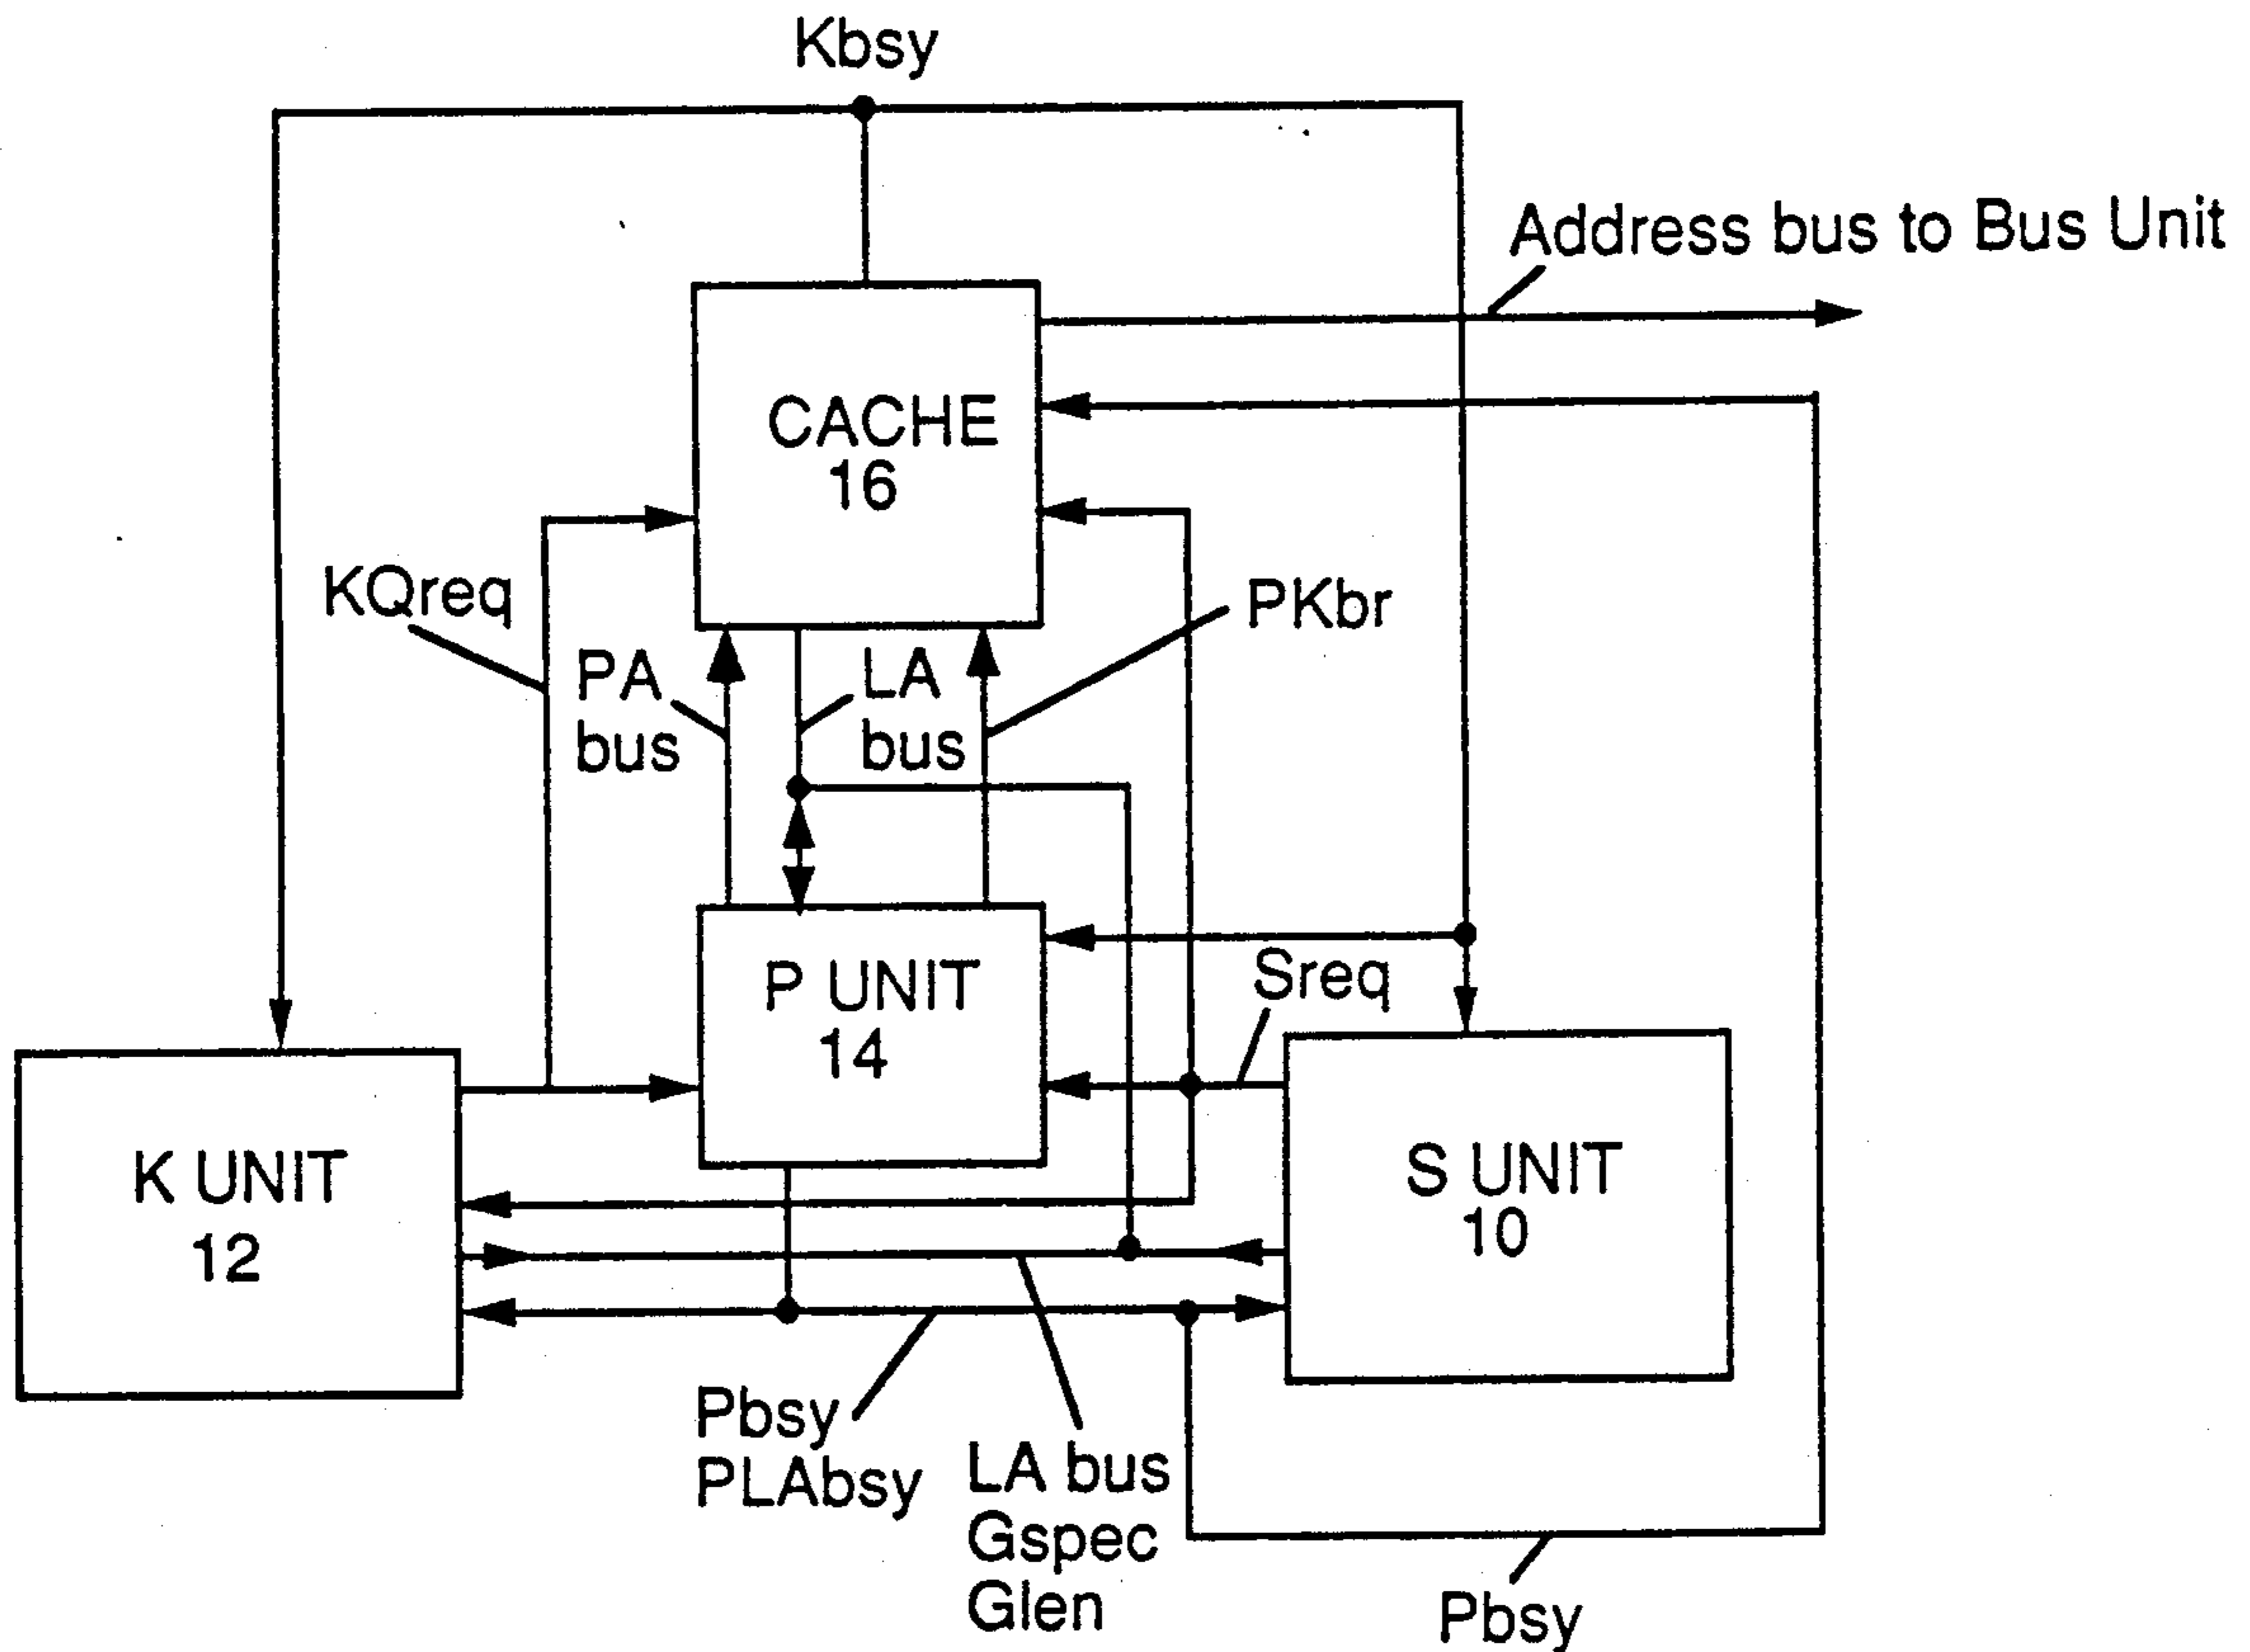 Kbsy
Address bus to Bus Unit
CACHE
16
KQreq
PKbr
PA
bus
LA
bus
P UNIT
14
Sreq
K UNIT
12
S UNIT
10
Pbsy
PLAbsy
LA bus
Gspec
Glen
Pbsy